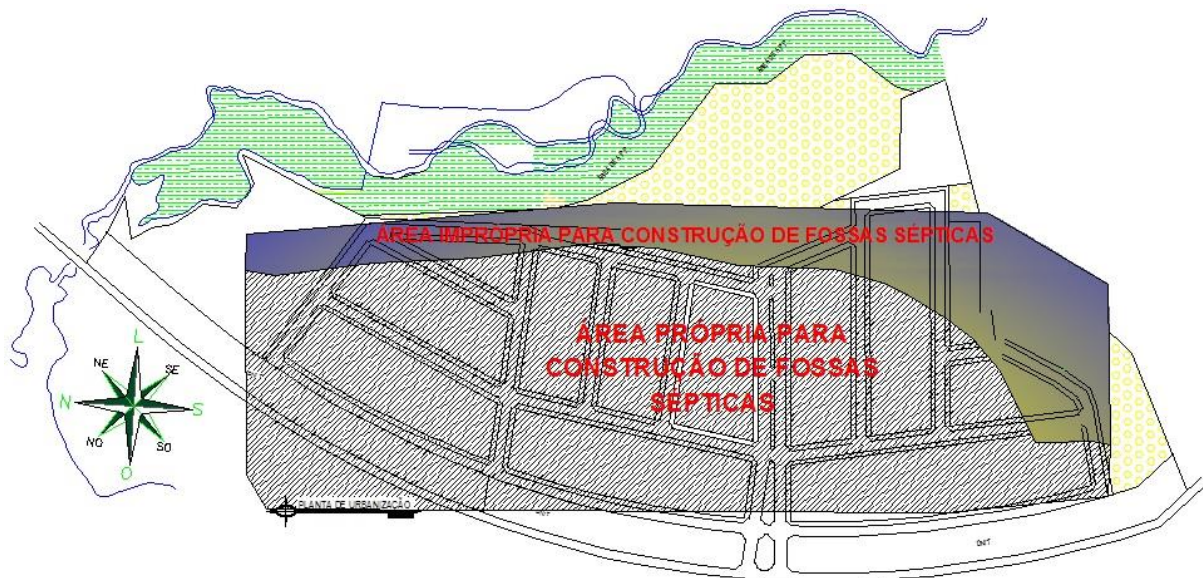 ÁREA IMPRÓPRIA PARA CONSTRUÇÃO DE FOSSAS SÉPTICAS
ÁREA PRÓPRIA PARA
CONSTRUÇÃO DE FOSSAS
SÉPTICAS
L
NE
SE
N
S
NO
SO
O
PLANTA DE URBANIZAÇÃO
DNIT